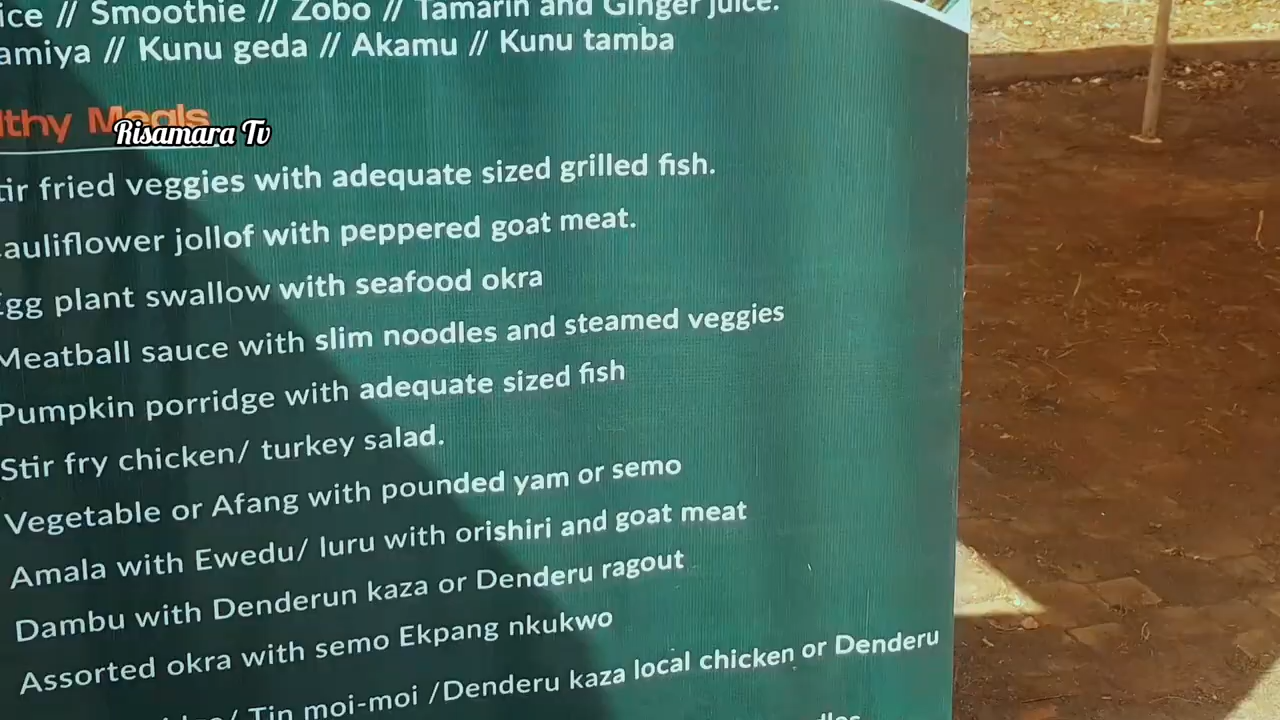 ice // Smoothie // Zobo // Tamarin and Ginger juice.
amiya // Kunu geda // Akamu // Kunu tamba
lthy Meals
Risamara Tv
tir fried veggies with adequate sized grilled fish.
Cauliflower jollof with peppered goat meat.
Egg plant swallow with seafood okra
Meatball sauce with slim noodles and steamed veggies
Pumpkin porridge with adequate sized fish
Stir fry chicken/ turkey salad.
Vegetable or Afang with pounded yam or semo
Amala with Ewedu/ luru with orishiri and goat meat
Dambu with Denderun kaza or Denderu ragout
Assorted okra with semo Ekpang nkukwo
/ Tin moi-moi /Denderu kaza local chicken or Denderu